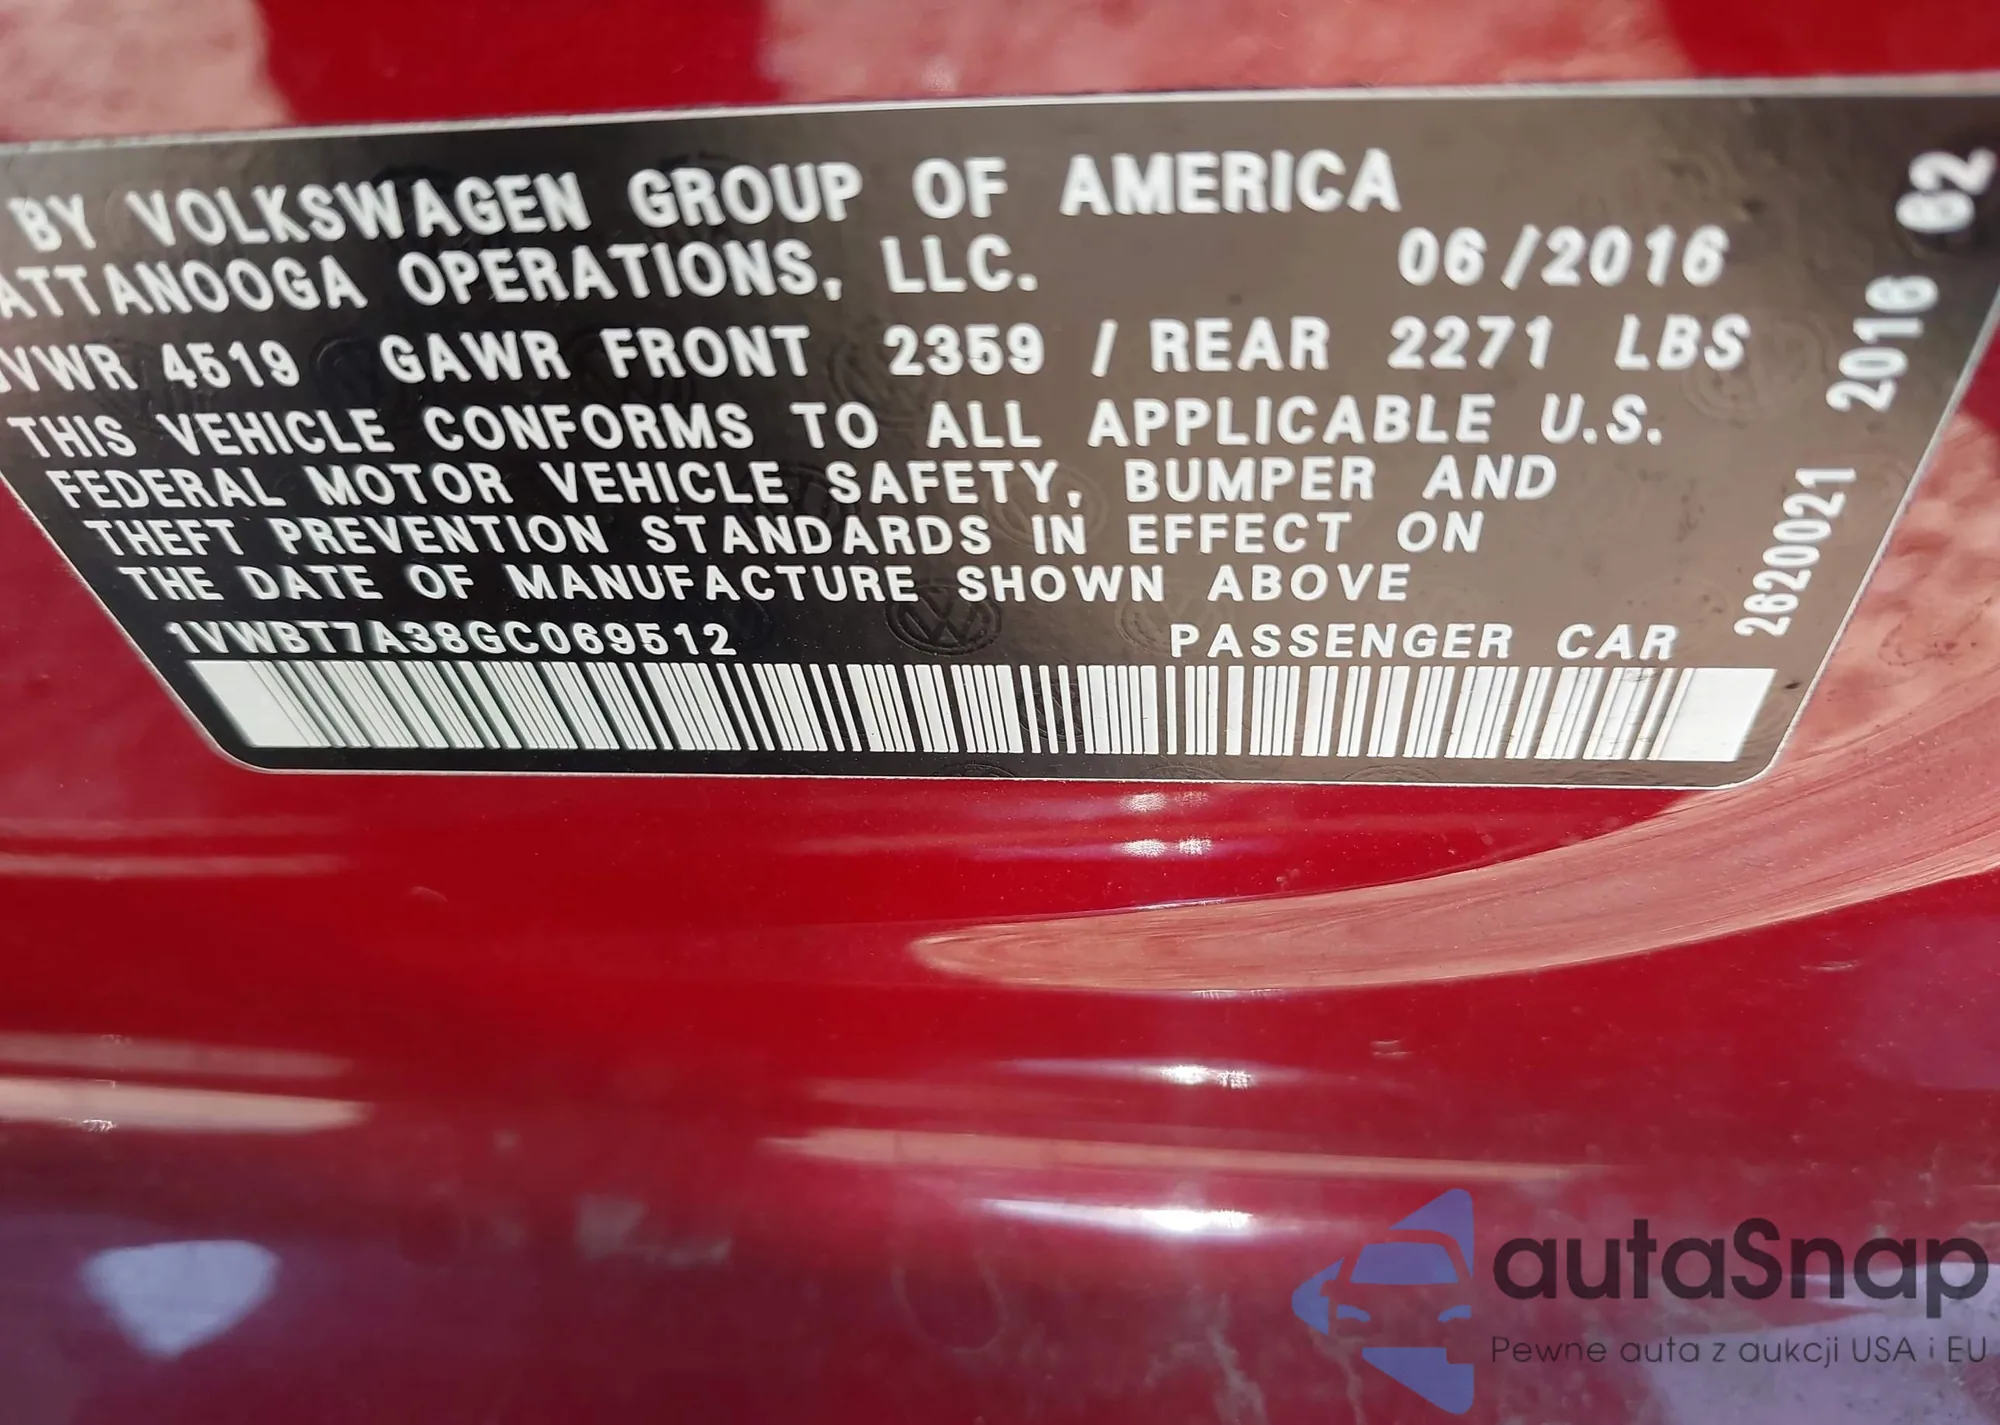 BY VOLKSWAGEN GROUP OF AMERICA
ATTANOOGA OPERATIONS, LLC. 06/2016
VWR 4519 GAWR FRONT 2359 / REAR 2271 LBS
THIS VEHICLE CONFORMS TO ALL APPLICABLE U.S.
FEDERAL MOTOR VEHICLE SAFETY, BUMPER AND
THEFT PREVENTION STANDARDS IN EFFECT ON
THE DATE OF MANUFACTURE SHOWN ABOVE
1VWBT7A38GC069512 PASSENGER CAR
2620021 2016 62
autaSnap
Pewne auta z aukcji USA i EU